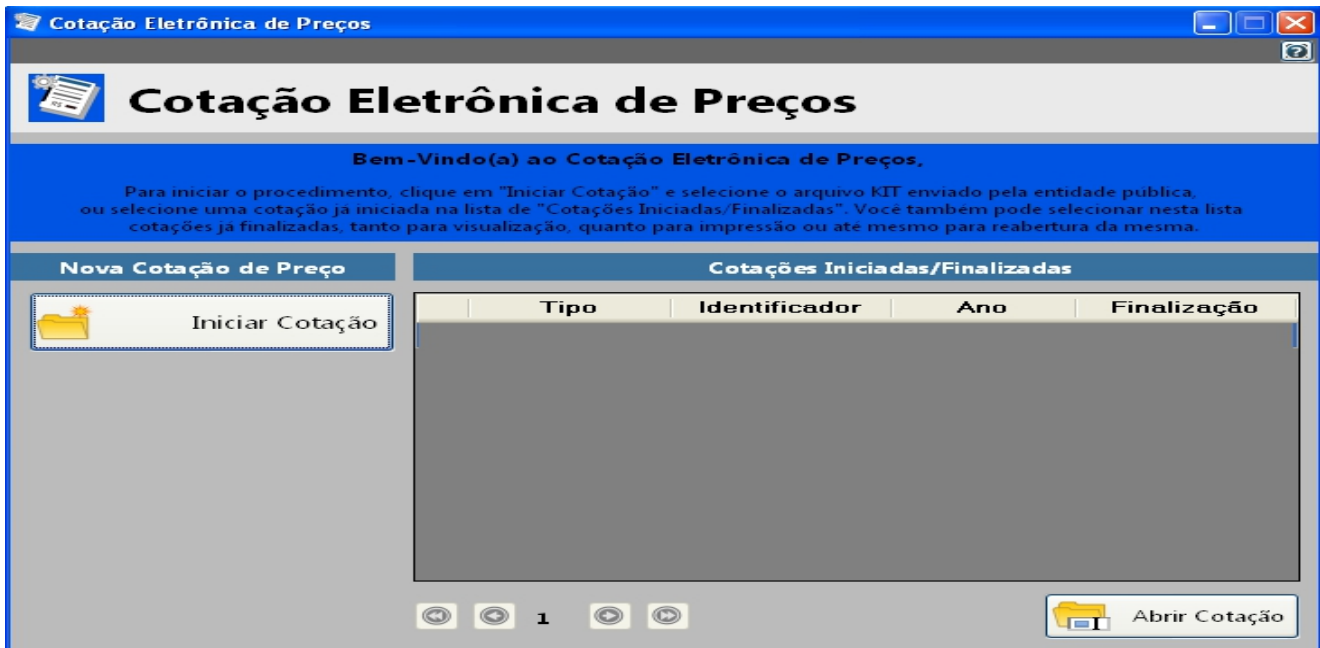 Cotação Eletrônica de Preços
Cotação Eletrônica de Preços
Bem-Vindo(a) ao Cotação Eletrônica de Preços,
Para iniciar o procedimento, clique em "Iniciar Cotação" e selecione o arquivo KIT enviado pela entidade pública,
ou selecione uma cotação já iniciada na lista de "Cotações Iniciadas/Finalizadas". Você também pode selecionar nesta lista
cotações já finalizadas, tanto para visualização, quanto para impressão ou até mesmo para reabertura da mesma.
Nova Cotação de Preço
Cotações Iniciadas/Finalizadas
Iniciar Cotação
Tipo Identificador Ano Finalização
1
Abrir Cotação